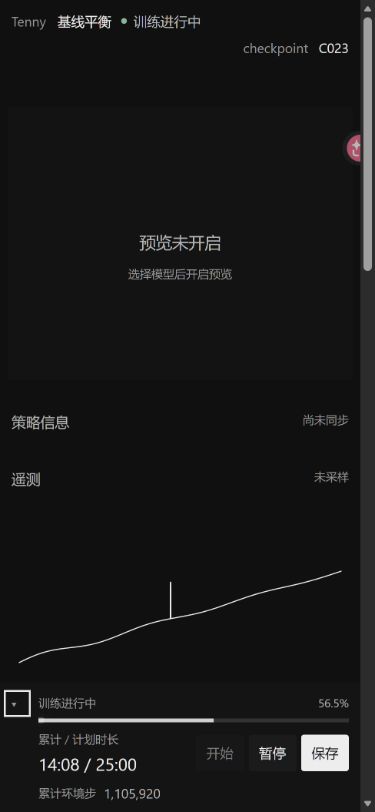 Tenny 基线平衡 训练进行中
checkpoint C023
预览未开启
选择模型后开启预览
策略信息 尚未同步
遥测 未采样
训练进行中 56.5%
累计 / 计划时长
14:08 / 25:00
开始 暂停 保存
累计环境步 1,105,920